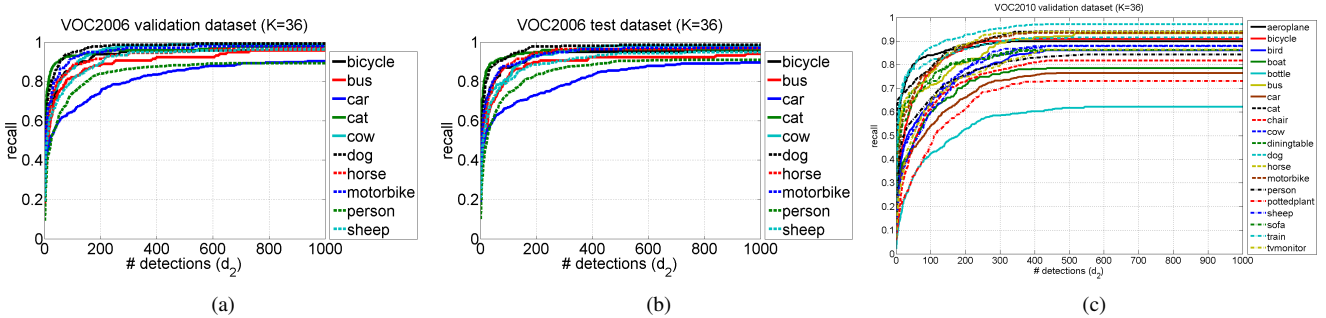 VOC2006 validation dataset (K=36)
1
0.8
0.6
0.4
0.2
0
recall
0 200 400 600 800 1000
# detections (d2)
bicycle
bus
car
cat
cow
dog
horse
motorbike
person
sheep
(a)
VOC2006 test dataset (K=36)
1
0.8
0.6
0.4
0.2
0
recall
0 200 400 600 800 1000
# detections (d2)
bicycle
bus
car
cat
cow
dog
horse
motorbike
person
sheep
(b)
VOC2010 validation dataset (K=36)
1
0.9
0.8
0.7
0.6
0.5
0.4
0.3
0.2
0.1
0
recall
0 100 200 300 400 500 600 700 800 900 1000
# detections (d2)
aeroplane
bicycle
bird
boat
bottle
bus
car
cat
chair
cow
diningtable
dog
horse
motorbike
person
pottedplant
sheep
sofa
train
tvmonitor
(c)